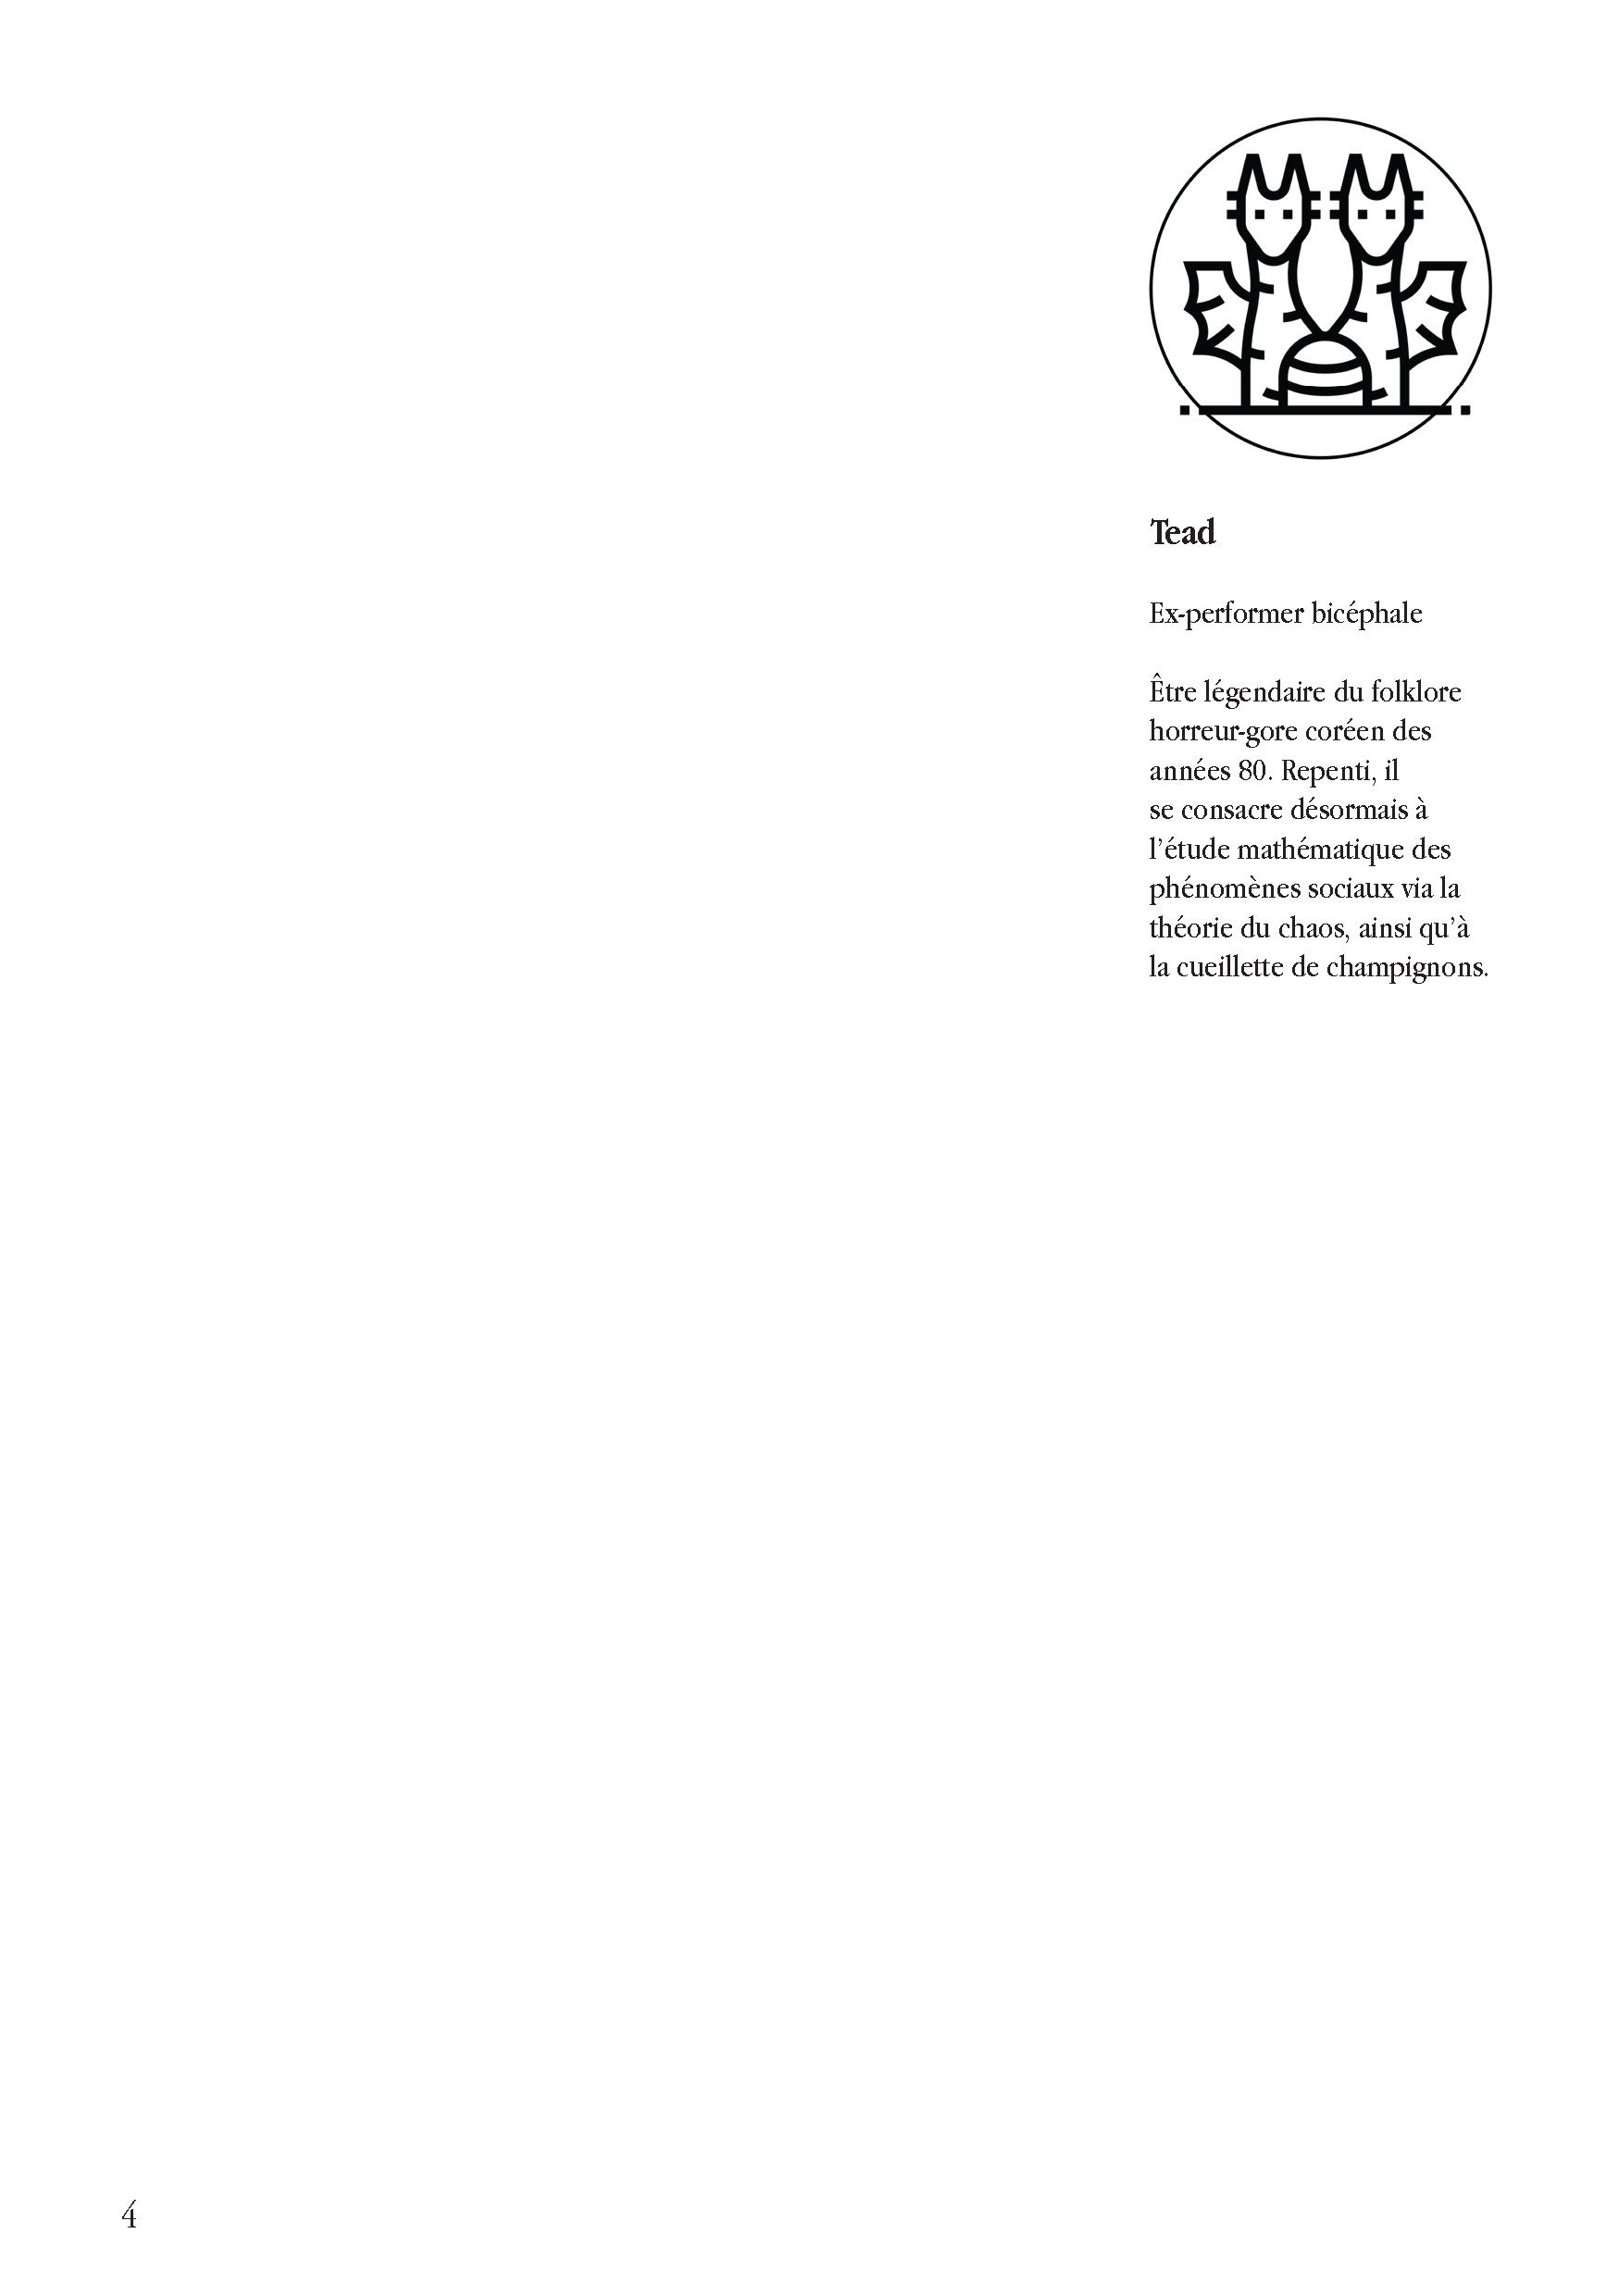 Tead
Ex-performer bicéphale
Être légendaire du folklore
horreur-gore coréen des
années 80. Repenti, il
se consacre désormais à
l’étude mathématique des
phénomènes sociaux via la
théorie du chaos, ainsi qu’à
la cueillette de champignons.
4